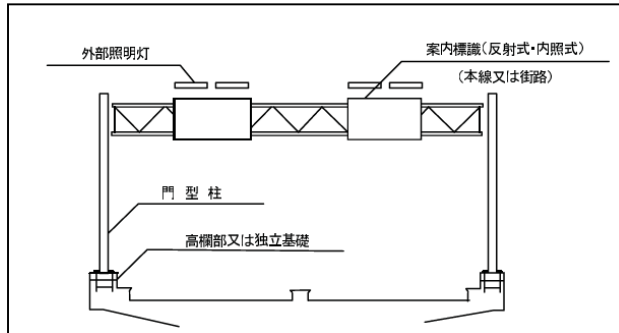 外部照明灯
案内標識(反射式・内照式)
(本線又は街路)
門型柱
高欄部又は独立基礎